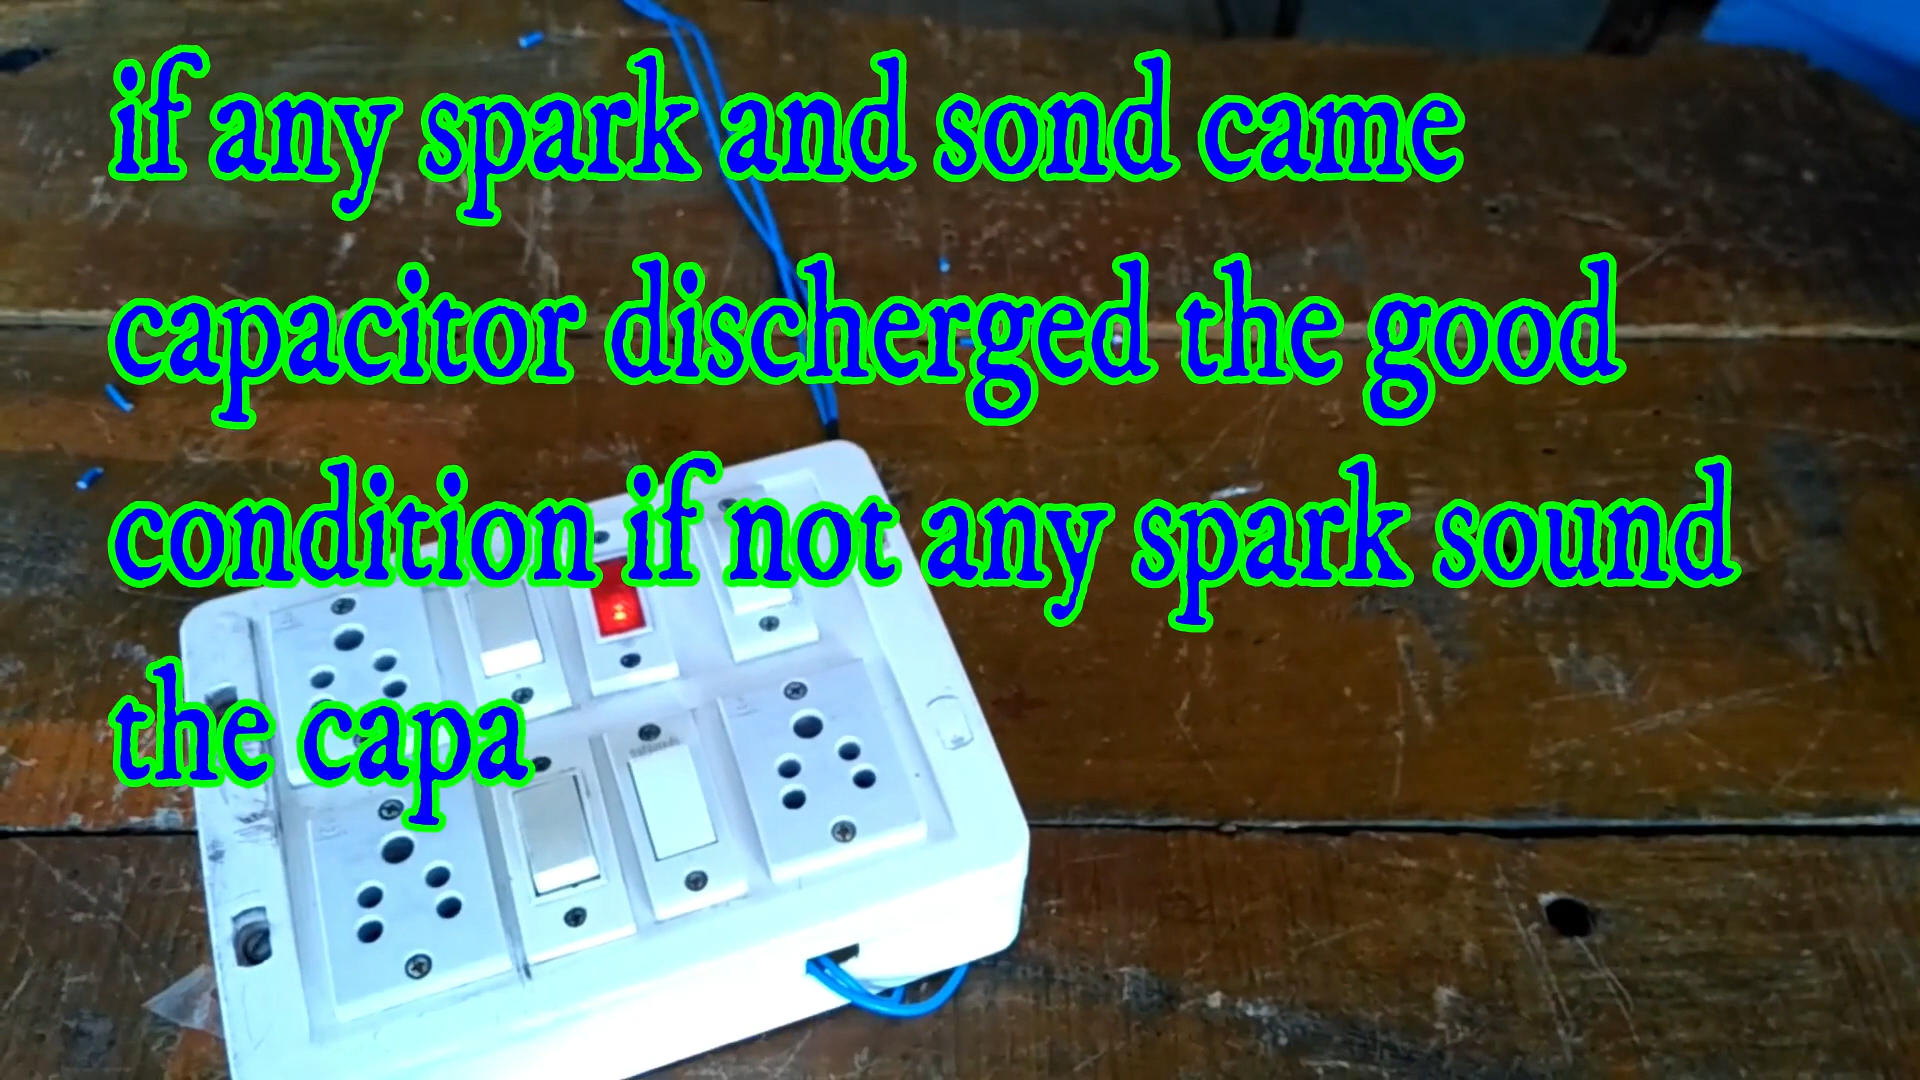 if any spark and sond came
capacitor discherged the good
condition if not any spark sound
the capa